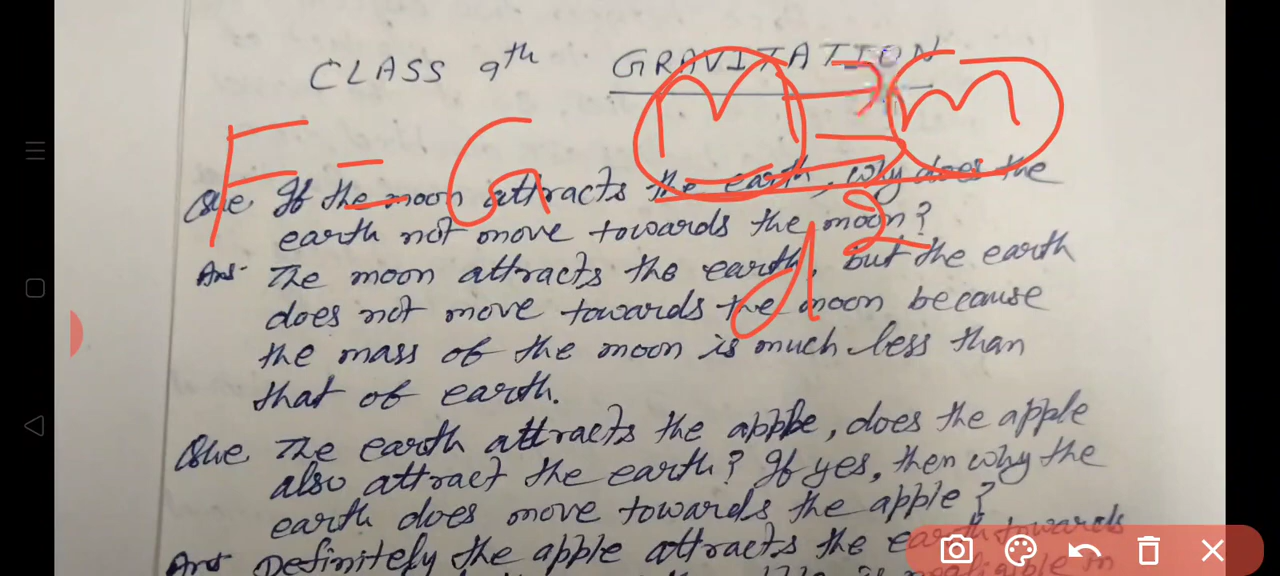 CLASS 9th GRAVITATION
F = G M m
d2
Que If the moon attracts the earth, why does the
earth not move towards the moon?
Ans- The moon attracts the earth, but the earth
does not move towards the moon because
the mass of the moon is much less than
that of earth.
Que The earth attracts the apple, does the apple
also attract the earth? If yes, then why the
earth does move towards the apple?
Ans Definitely the apple attracts the earth towards
negligible in